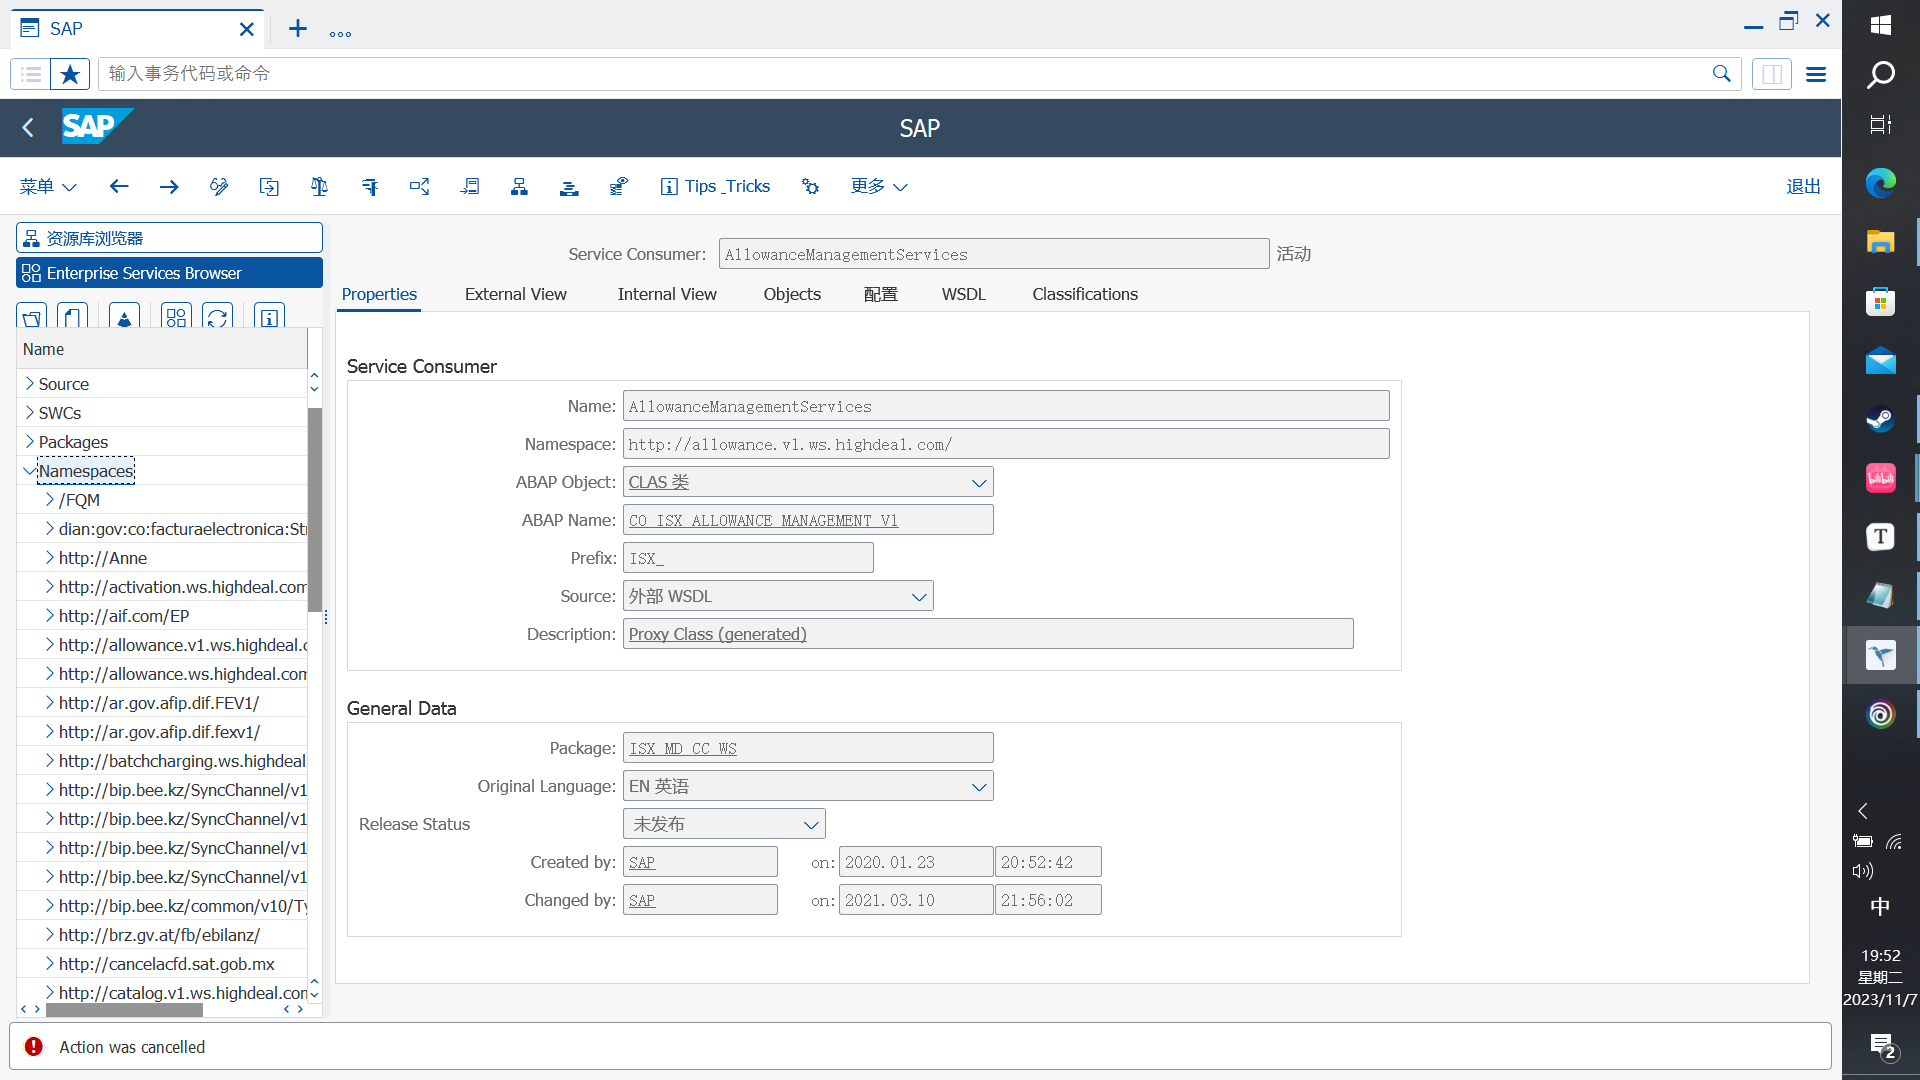 SAP
输入事务代码或命令
SAP
SAP
菜单
Tips _Tricks
更多
退出
资源库浏览器
Enterprise Services Browser
Name
Source
SWCs
Packages
Namespaces
/FQM
dian:gov:co:facturaelectronica:Str
http://Anne
http://activation.ws.highdeal.com
http://aif.com/EP
http://allowance.v1.ws.highdeal.c
http://allowance.ws.highdeal.com
http://ar.gov.afip.dif.FEV1/
http://ar.gov.afip.dif.fexv1/
http://batchcharging.ws.highdeal
http://bip.bee.kz/SyncChannel/v1
http://bip.bee.kz/SyncChannel/v1
http://bip.bee.kz/SyncChannel/v1
http://bip.bee.kz/SyncChannel/v1
http://bip.bee.kz/common/v10/Ty
http://brz.gv.at/fb/ebilanz/
http://cancelacfd.sat.gob.mx
http://catalog.v1.ws.highdeal.com
Service Consumer: AllowanceManagementServices 活动
Properties External View Internal View Objects 配置 WSDL Classifications
Service Consumer
Name: AllowanceManagementServices
Namespace: http://allowance.v1.ws.highdeal.com/
ABAP Object: CLAS 类
ABAP Name: CO_ISX_ALLOWANCE_MANAGEMENT_V1
Prefix: ISX_
Source: 外部 WSDL
Description: Proxy Class (generated)
General Data
Package: ISX_MD_CC_WS
Original Language: EN 英语
Release Status 未发布
Created by: SAP on: 2020.01.23 20:52:42
Changed by: SAP on: 2021.03.10 21:56:02
Action was cancelled
bilibili
T
中
19:52
星期二
2023/11/7
2